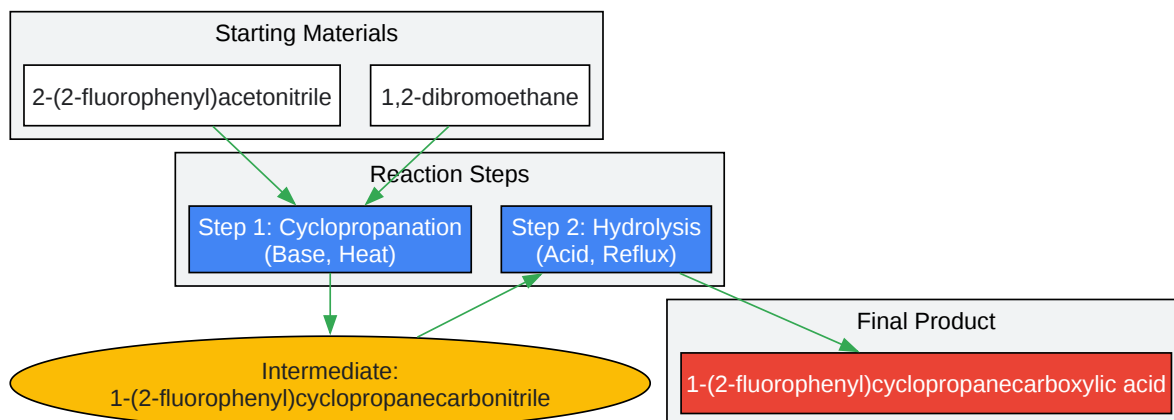 Starting Materials
2-(2-fluorophenyl)acetonitrile
1,2-dibromoethane
Reaction Steps
Step 1: Cyclopropanation
(Base, Heat)
Step 2: Hydrolysis
(Acid, Reflux)
Intermediate:
1-(2-fluorophenyl)cyclopropanecarbonitrile
Final Product
1-(2-fluorophenyl)cyclopropanecarboxylic acid